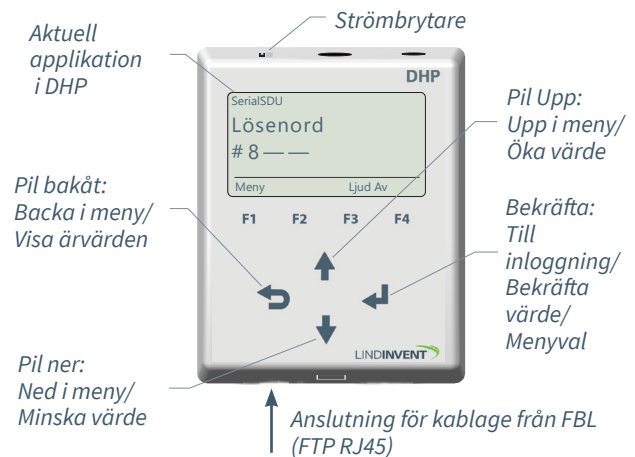 Strömbrytare
Aktuell
applikation
i DHP
DHP
SerialSDU
Lösenord
# 8 — —
Meny Ljud Av
F1 F2 F3 F4
Pil Upp:
Upp i meny/
Öka värde
Pil bakåt:
Backa i meny/
Visa ärvärden
Bekräfta:
Till
inloggning/
Bekräfta
värde/
Menyval
LINDINVENT
Pil ner:
Ned i meny/
Minska värde
Anslutning för kablage från FBL
(FTP RJ45)